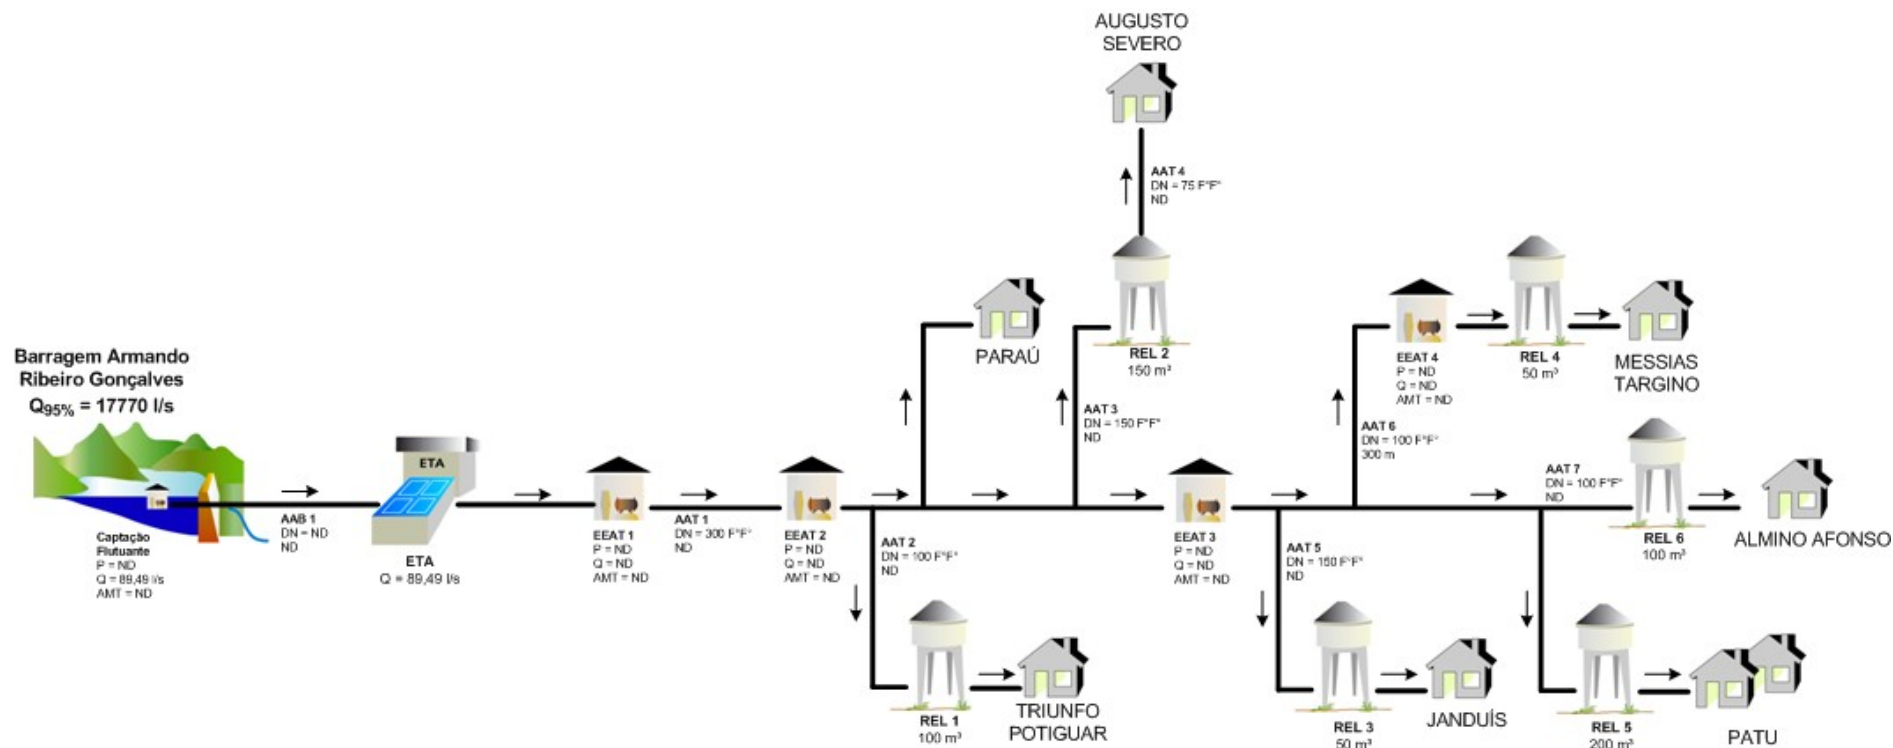 AUGUSTO
SEVERO
AAT 4
DN = 75 F°F°
ND
PARAÚ
REL 2
150 m³
AAT 3
DN = 150 F°F°
ND
EEAT 4
P = ND
Q = ND
AMT = ND
REL 4
50 m³
MESSIAS
TARGINO
AAT 6
DN = 100 F°F°
300 m
Barragem Armando
Ribeiro Gonçalves
Q95% = 17770 l/s
Captação
Flutuante
P = ND
Q = 89,49 l/s
AMT = ND
AAB 1
DN = ND
ND
ETA
ETA
Q = 89,49 l/s
EEAT 1
P = ND
Q = ND
AMT = ND
AAT 1
DN = 300 F°F°
ND
EEAT 2
P = ND
Q = ND
AMT = ND
AAT 2
DN = 100 F°F°
ND
REL 1
100 m³
TRIUNFO
POTIGUAR
EEAT 3
P = ND
Q = ND
AMT = ND
AAT 5
DN = 150 F°F°
ND
REL 3
50 m³
JANDUÍS
AAT 7
DN = 100 F°F°
ND
REL 6
100 m³
ALMINO AFONSO
REL 5
200 m³
PATU